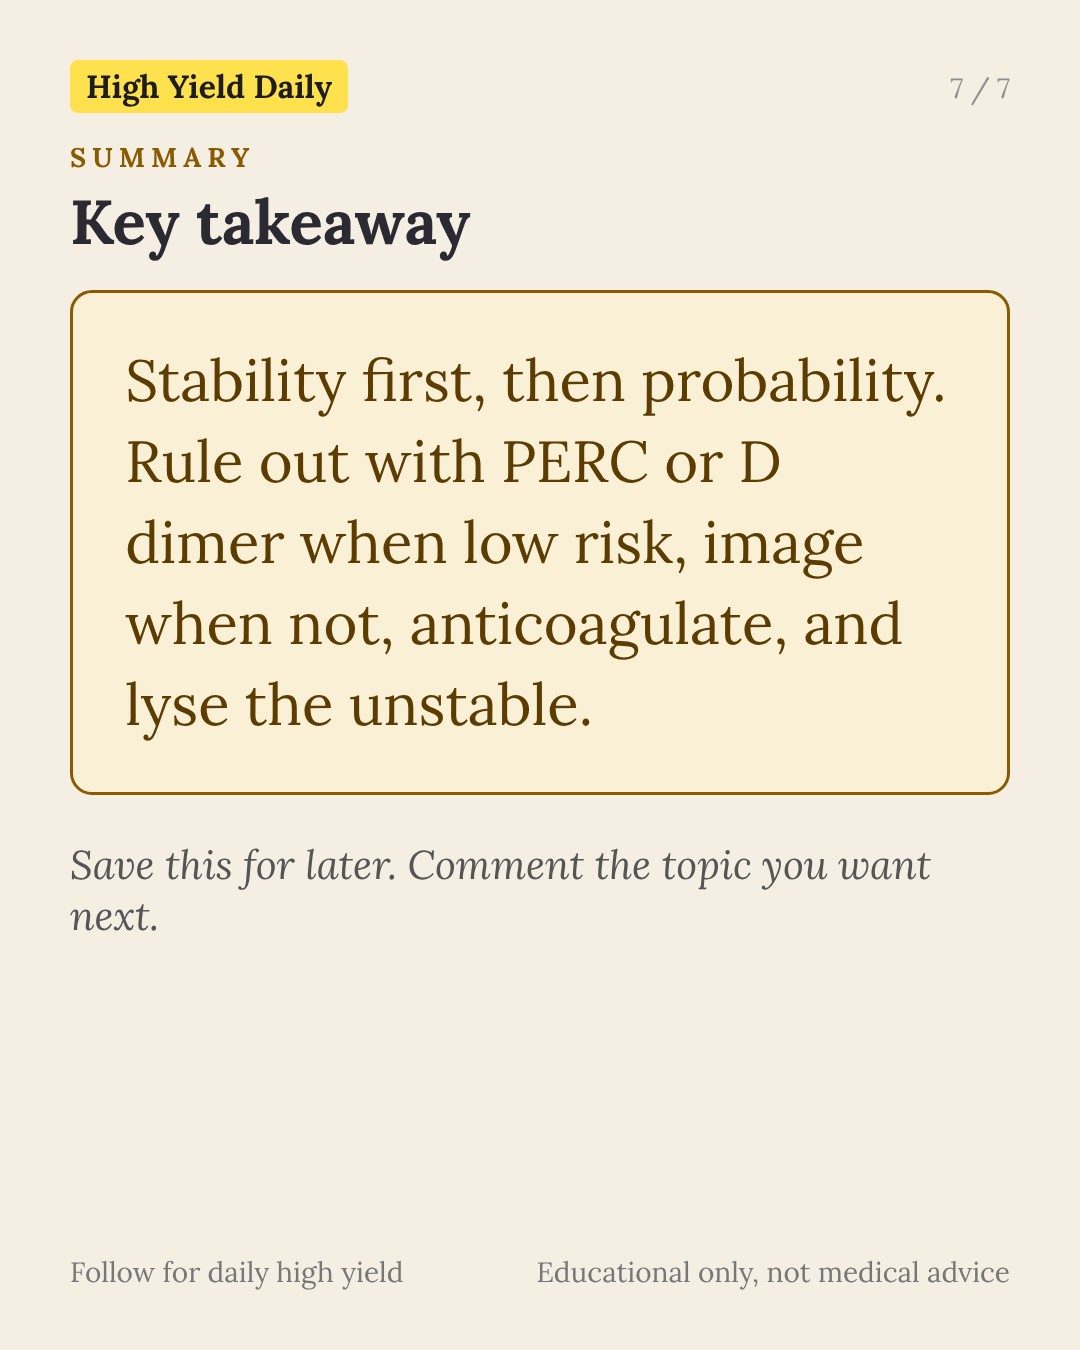 High Yield Daily
7 / 7
SUMMARY
Key takeaway
Stability first, then probability.
Rule out with PERC or D
dimer when low risk, image
when not, anticoagulate, and
lyse the unstable.
Save this for later. Comment the topic you want
next.
Follow for daily high yield
Educational only, not medical advice